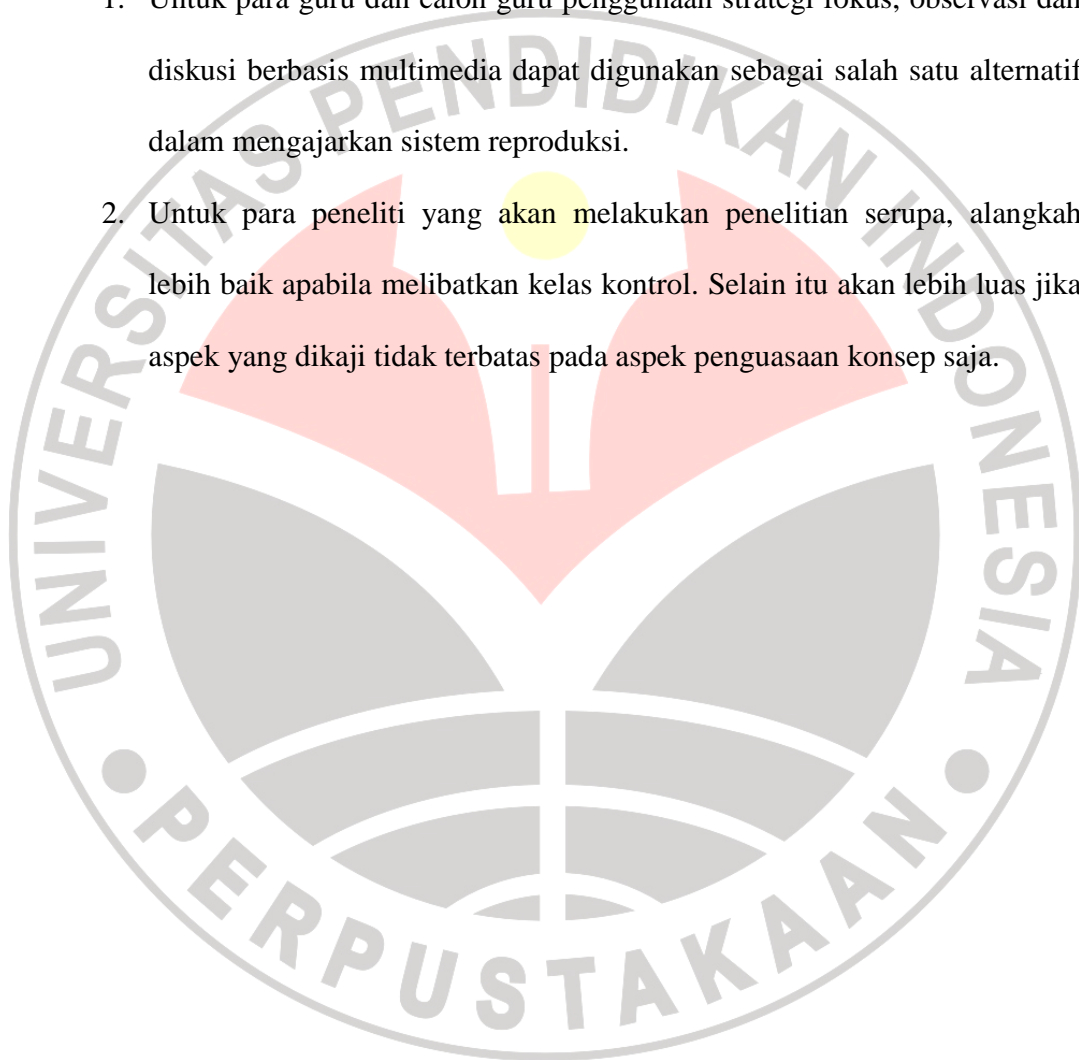 1. Untuk para guru dan calon guru penggunaan strategi fokus, observasi dan
diskusi berbasis multimedia dapat digunakan sebagai salah satu alternatif
dalam mengajarkan sistem reproduksi.
2. Untuk para peneliti yang akan melakukan penelitian serupa, alangkah
lebih baik apabila melibatkan kelas kontrol. Selain itu akan lebih luas jika
aspek yang dikaji tidak terbatas pada aspek penguasaan konsep saja.
UNIVERSITAS PENDIDIKAN INDONESIA
PERPUSTAKAAN